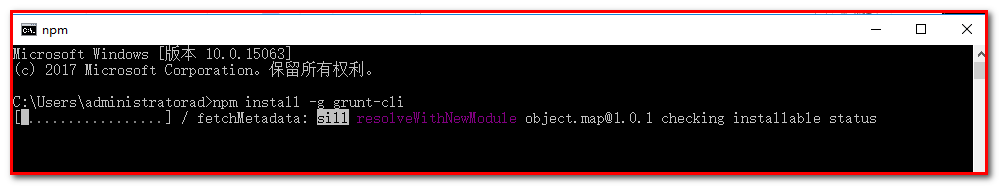 npm
Microsoft Windows [版本 10.0.15063]
(c) 2017 Microsoft Corporation。保留所有权利。
C:\Users\administratorad>npm install -g grunt-cli
[ ................] / fetchMetadata: sill resolveWithNewModule object.map@1.0.1 checking installable status